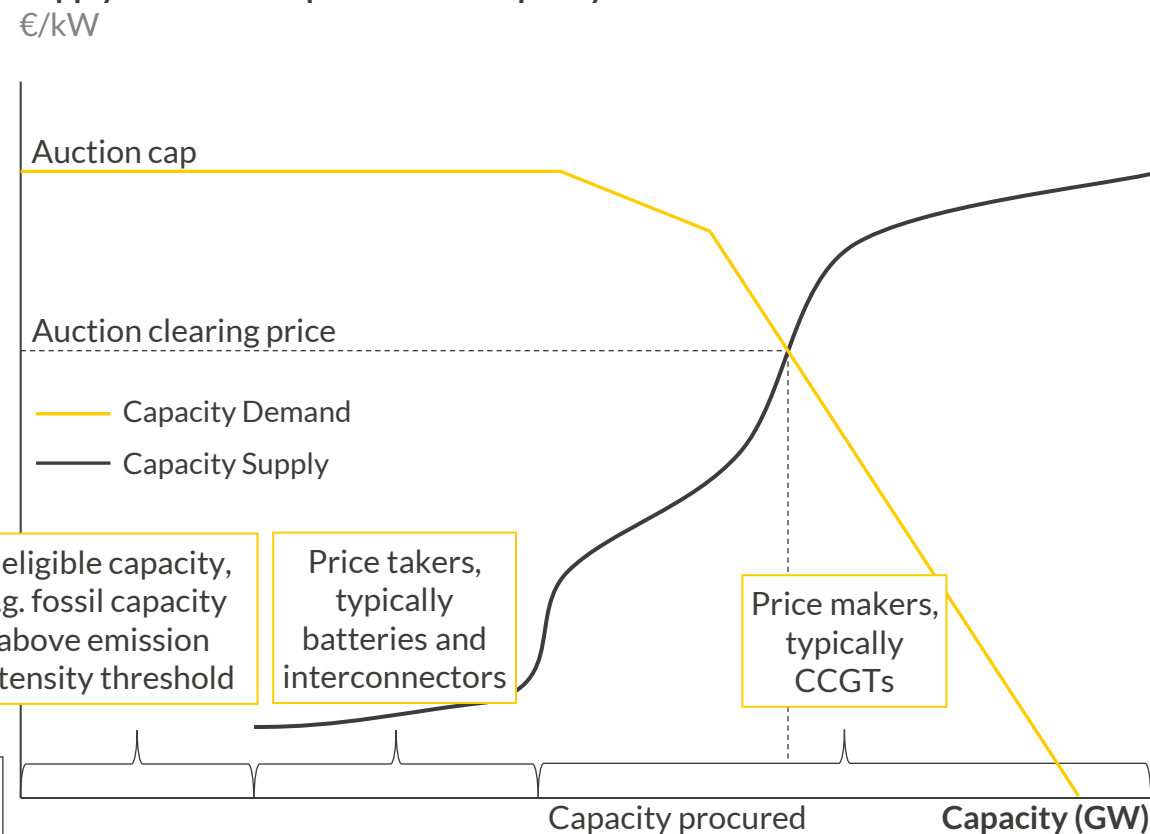 €/kW
Auction cap
Auction clearing price
Capacity Demand
Capacity Supply
eligible capacity,
g. fossil capacity
above emission
tensity threshold
Price takers,
typically
batteries and
interconnectors
Price makers,
typically
CCGTs
Capacity procured
Capacity (GW)